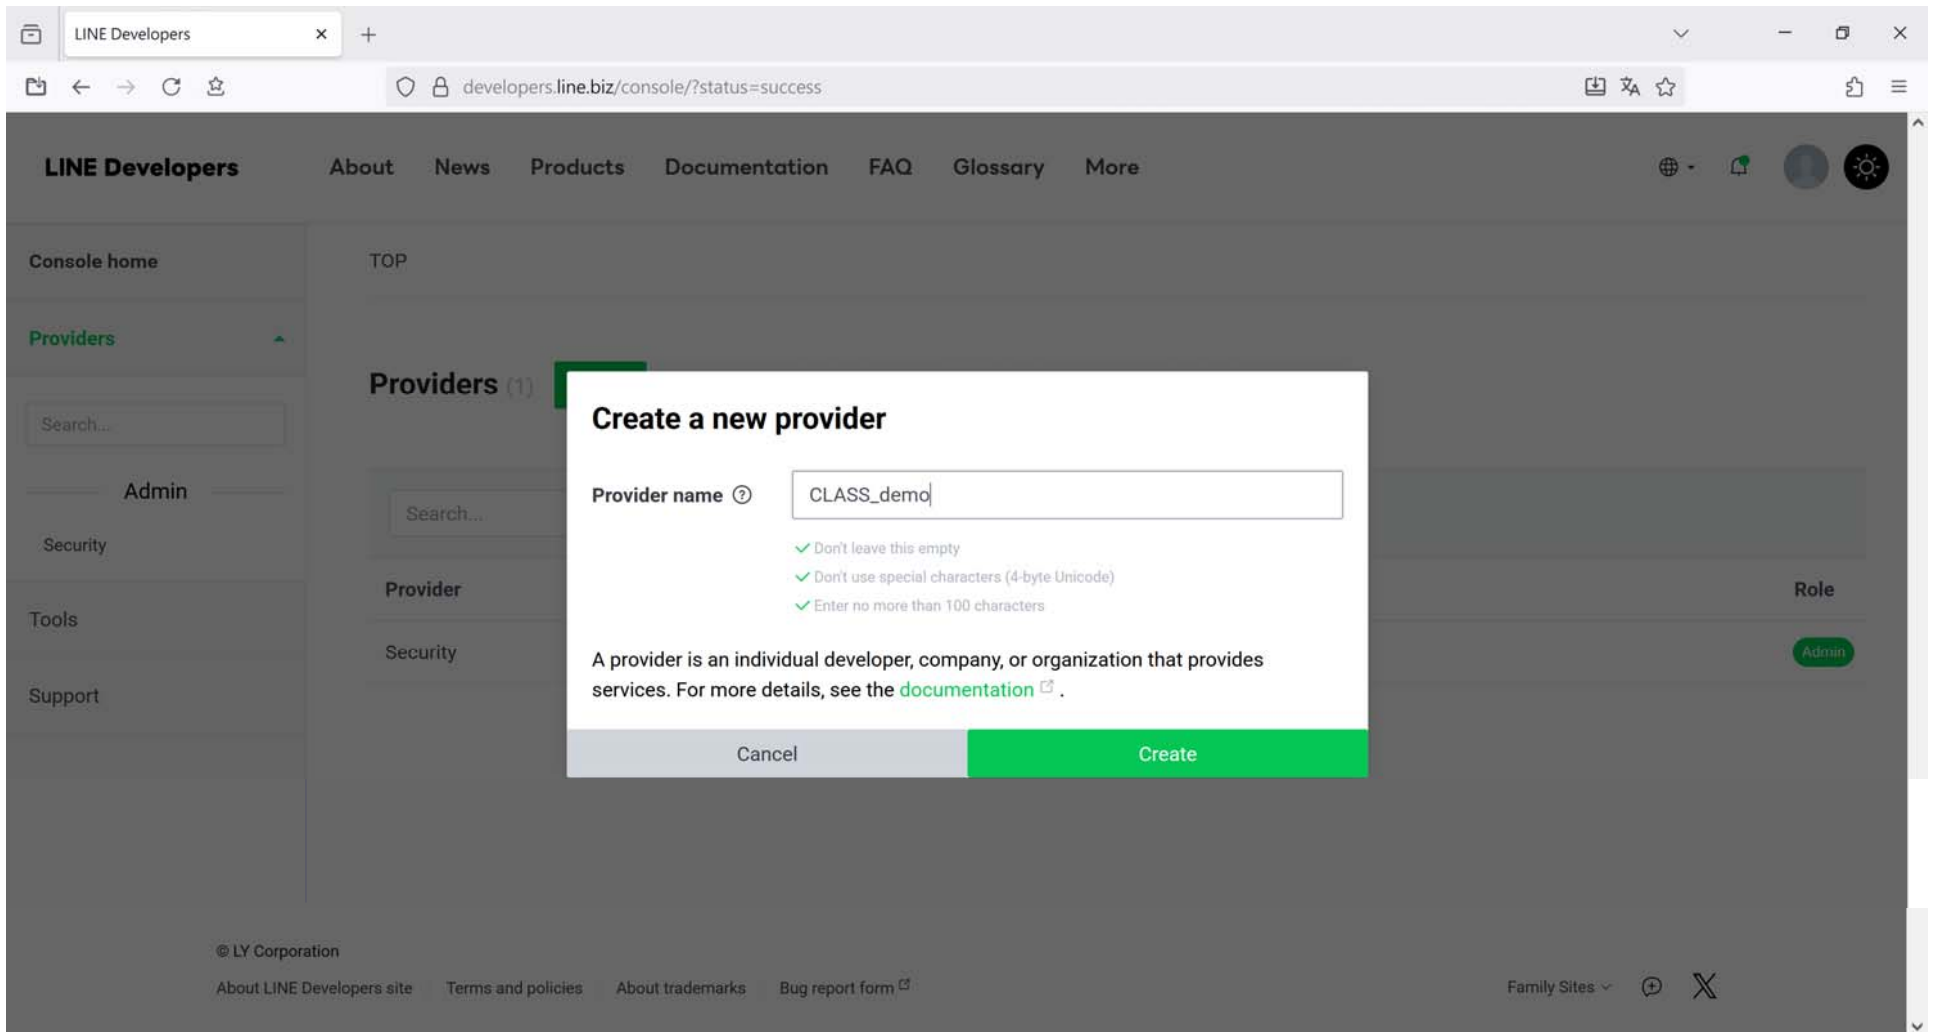 LINE Developers
developers.line.biz/console/?status=success
LINE Developers About News Products Documentation FAQ Glossary More
Console home
TOP
Providers
Providers (1)
Search...
Admin
Security
Tools
Support
Search...
Provider
Role
Security
Admin
Create a new provider
Provider name
CLASS_demo
Don't leave this empty
Don't use special characters (4-byte Unicode)
Enter no more than 100 characters
A provider is an individual developer, company, or organization that provides
services. For more details, see the documentation .
Cancel
Create
© LY Corporation
About LINE Developers site Terms and policies About trademarks Bug report form
Family Sites